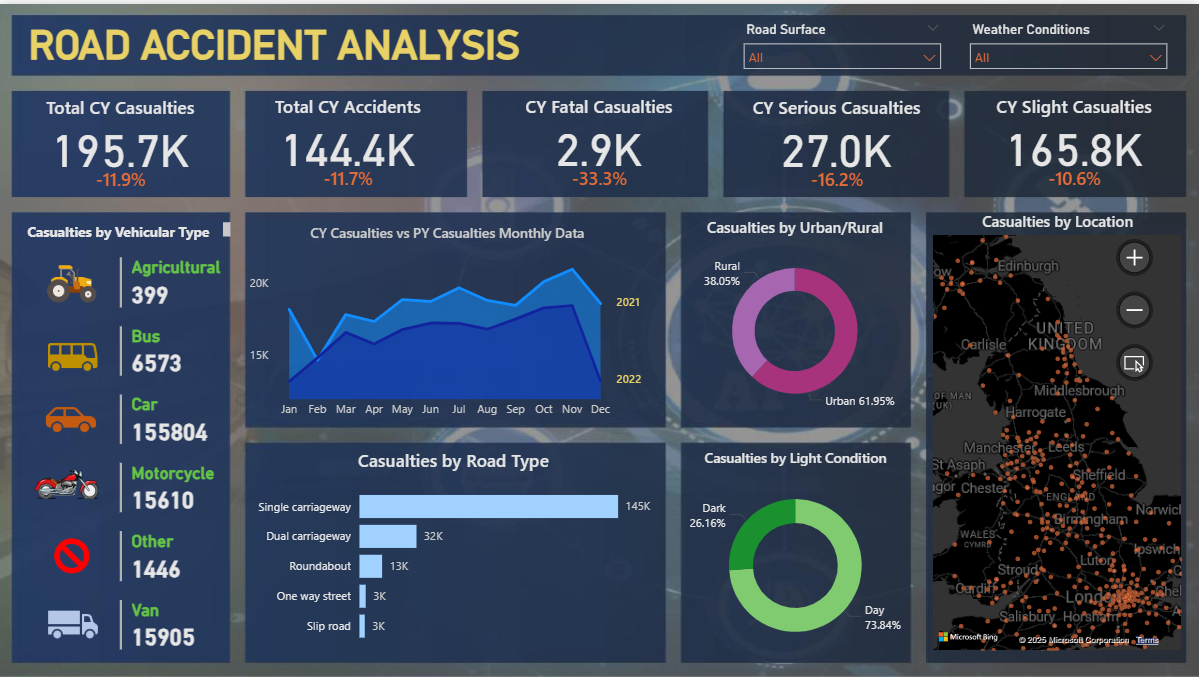 ROAD ACCIDENT ANALYSIS
Road Surface
All
Weather Conditions
All
Total CY Casualties
195.7K
-11.9%
Total CY Accidents
144.4K
-11.7%
CY Fatal Casualties
2.9K
-33.3%
CY Serious Casualties
27.0K
-16.2%
CY Slight Casualties
165.8K
-10.6%
Casualties by Vehicular Type
Agricultural
399
Bus
6573
Car
155804
Motorcycle
15610
Other
1446
Van
15905
CY Casualties vs PY Casualties Monthly Data
20K
15K
2021
2022
Jan Feb Mar Apr May Jun Jul Aug Sep Oct Nov Dec
Casualties by Road Type
Single carriageway 145K
Dual carriageway 32K
Roundabout 13K
One way street 3K
Slip road 3K
Casualties by Urban/Rural
Rural
38.05%
Urban 61.95%
Casualties by Light Condition
Dark
26.16%
Day
73.84%
Casualties by Location
Edinburgh
UNITED
KINGDOM
Carlisle
OF MAN
(UK)
Middlesbrough
Harrogate
Manchester Leeds
St Asaph
Sheffield
Chester
ENGLAND
Norwich
Birmingham
WALES
CYMRU
Ipswich
Luton
Stroud
Cardiff
London
Chel
Salisbury Horsham
Microsoft Bing
© 2025 Microsoft Corporation Terms